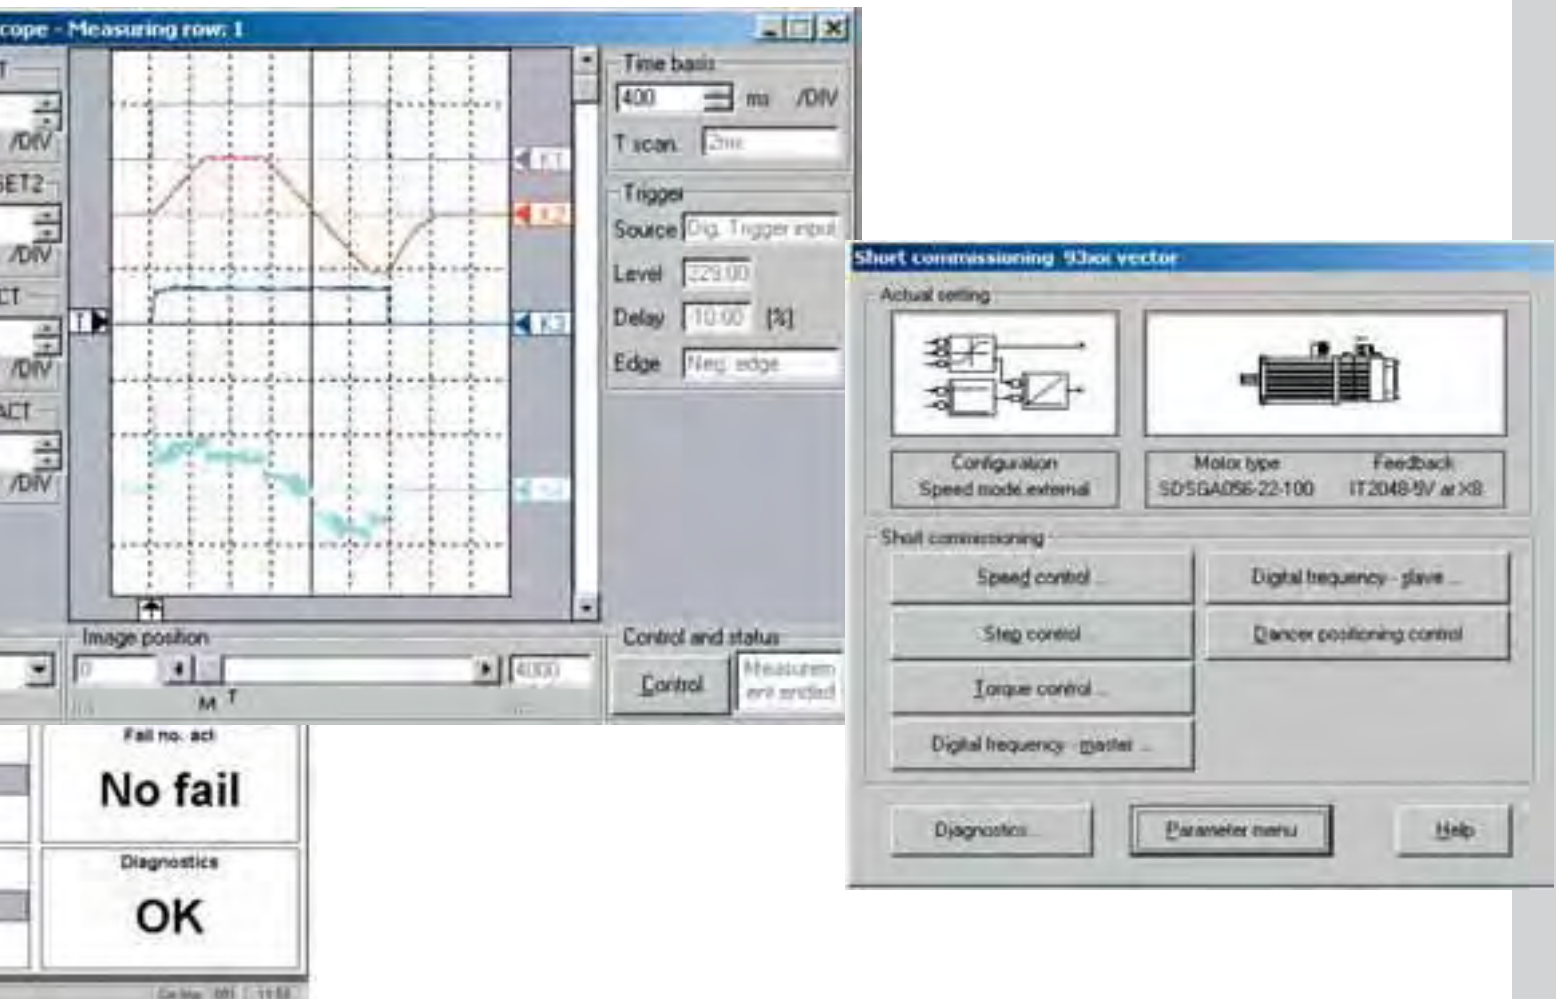 cope - Measuring row: 1
T
/DIV
SET2
/DIV
CT
/DIV
ACT
/DIV
T
K1
K2
K3
Time basis
400 ms /DIV
T scan.
Trigger
Source Dig. Trigger input
Level 229.00
Delay -10.00 [%]
Edge Neg. edge
Image position
0
4000
M T
Control and status
Control
Measurem
ent ended
Fail no. act
No fail
Diagnostics
OK
Short commissioning 93xx vector
Actual setting
Configuration
Speed mode.external
Motor type Feedback
SDSGA056-22-100 IT2048-5V at X8
Short commissioning
Speed control ...
Digital frequency - slave ...
Step control
Dancer positioning control
Torque control ...
Digital frequency - master ...
Diagnostics...
Parameter menu
Help